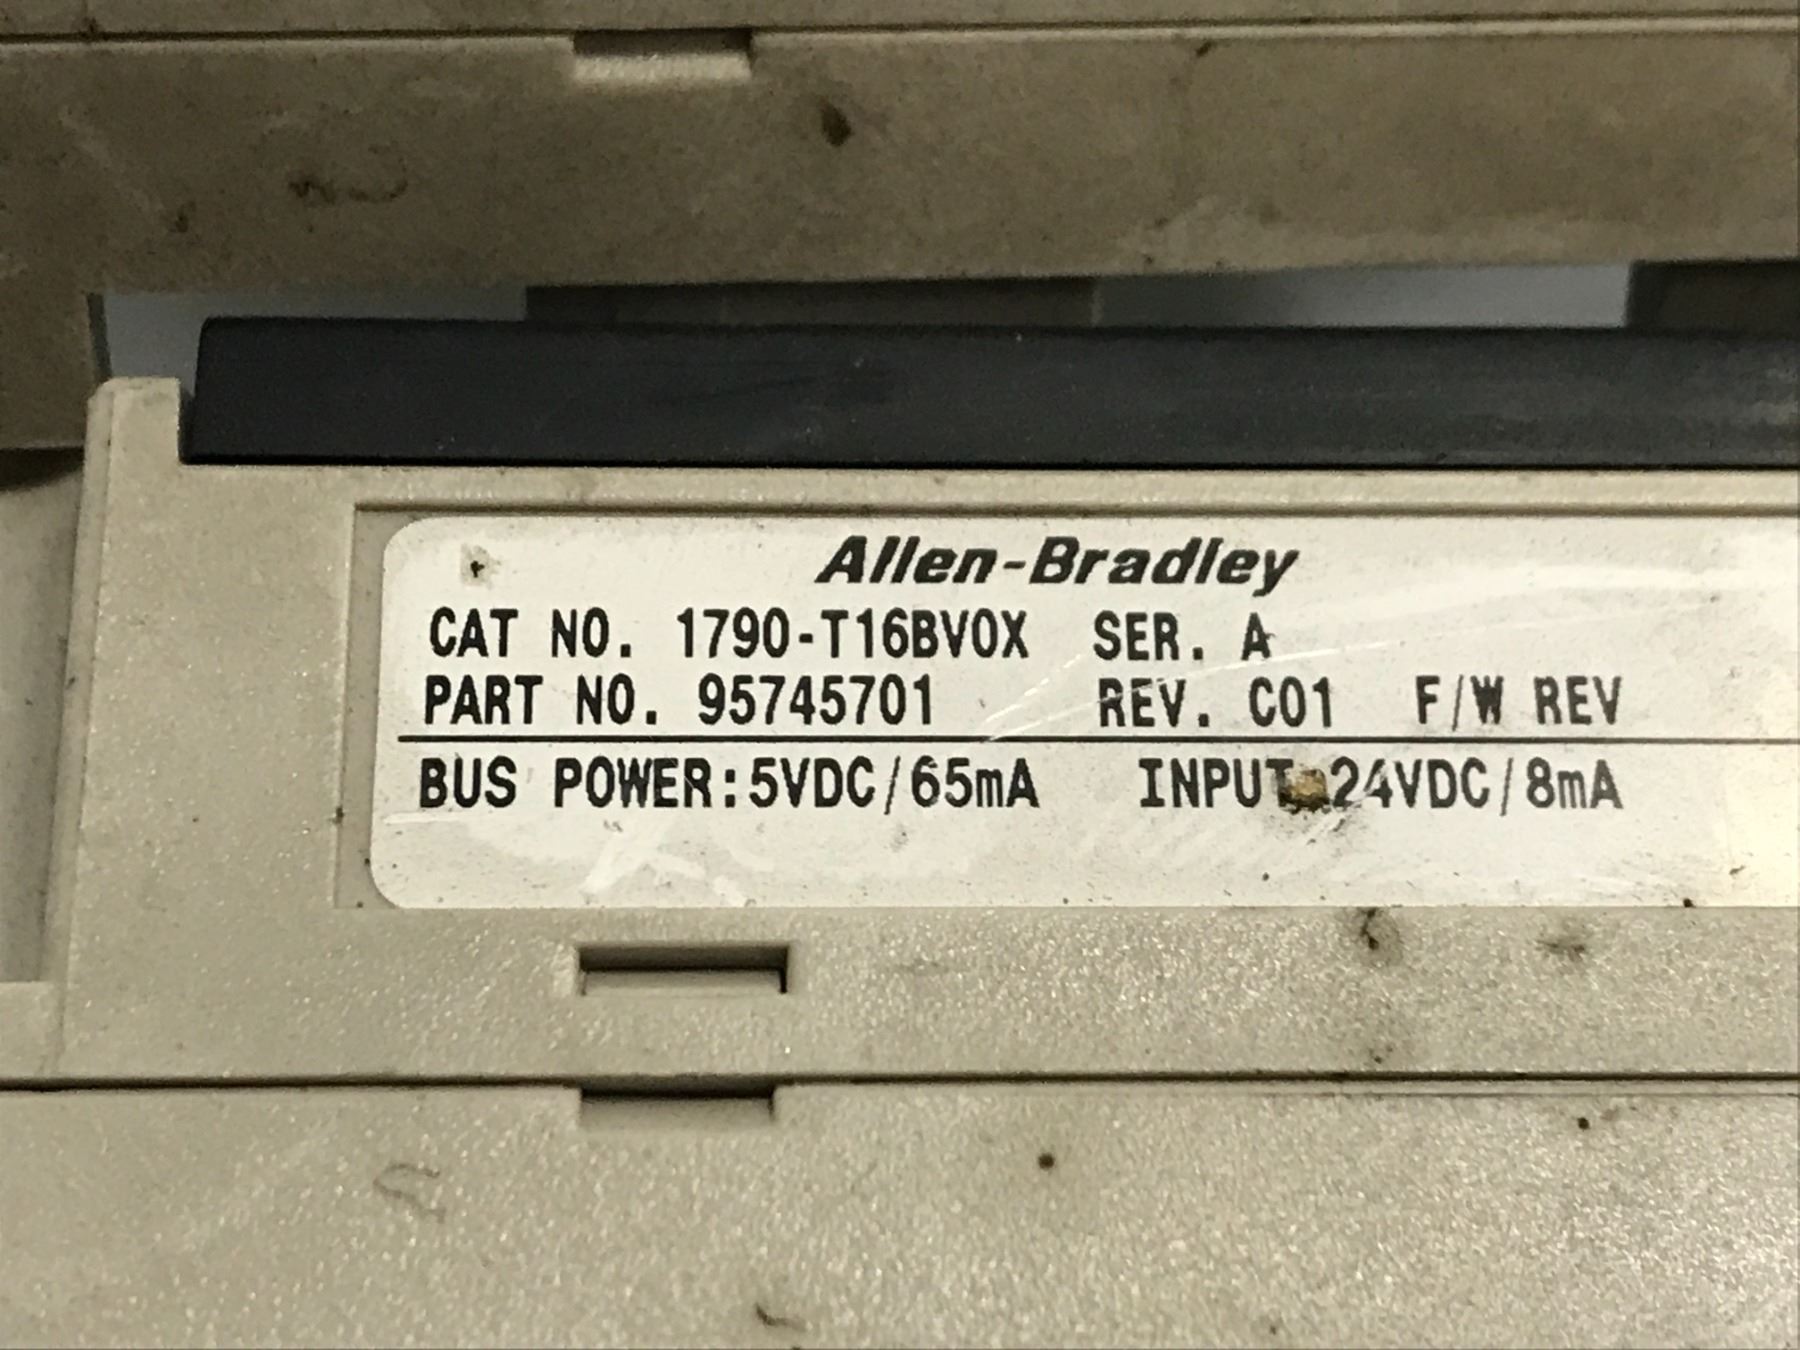 Allen-Bradley
CAT NO. 1790-T16BV0X SER. A
PART NO. 95745701 REV. C01 F/W REV
BUS POWER:5VDC/65mA INPUT 24VDC/8mA